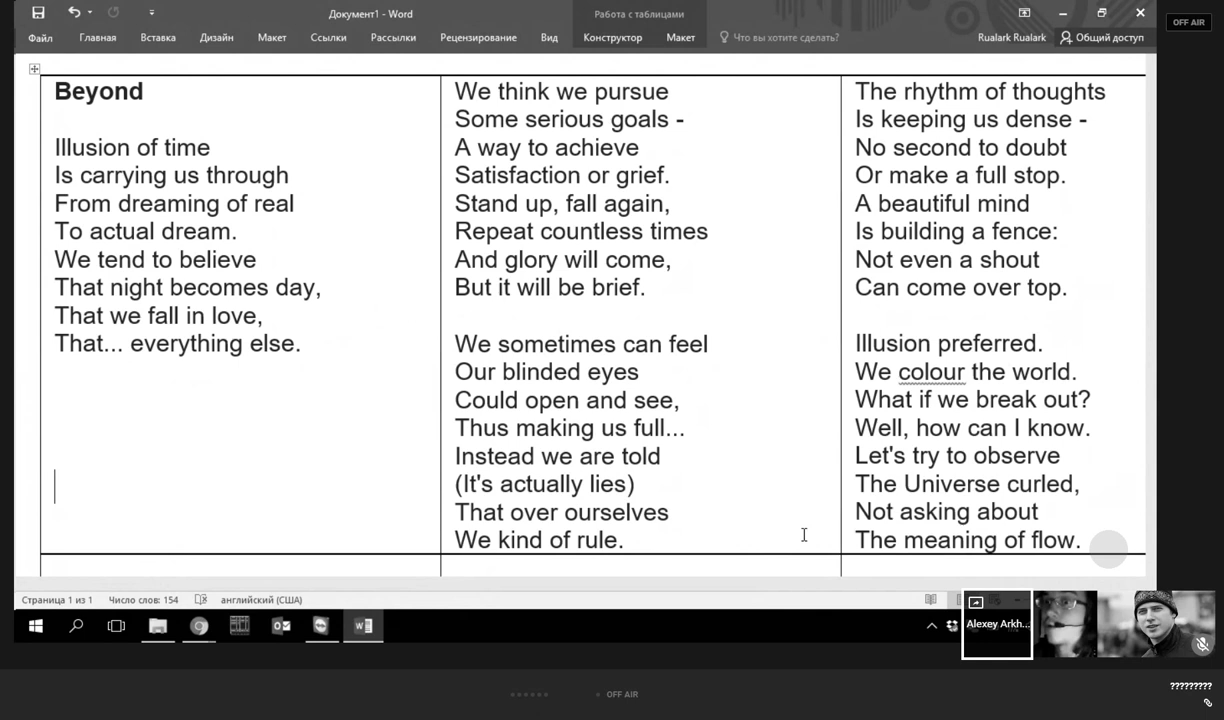 Документ1 - Word
Работа с таблицами
OFF AIR
Файл
Главная
Вставка
Дизайн
Макет
Ссылки
Рассылки
Рецензирование
Вид
Конструктор
Макет
Что вы хотите сделать?
Rualark Rualark
Общий доступ
Beyond
Illusion of time
Is carrying us through
From dreaming of real
To actual dream.
We tend to believe
That night becomes day,
That we fall in love,
That... everything else.
We think we pursue
Some serious goals -
A way to achieve
Satisfaction or grief.
Stand up, fall again,
Repeat countless times
And glory will come,
But it will be brief.
We sometimes can feel
Our blinded eyes
Could open and see,
Thus making us full...
Instead we are told
(It's actually lies)
That over ourselves
We kind of rule.
The rhythm of thoughts
Is keeping us dense -
No second to doubt
Or make a full stop.
A beautiful mind
Is building a fence:
Not even a shout
Can come over top.
Illusion preferred.
We colour the world.
What if we break out?
Well, how can I know.
Let's try to observe
The Universe curled,
Not asking about
The meaning of flow.
Страница 1 из 1
Число слов: 154
английский (США)
Alexey Arkh...
OFF AIR
?????????